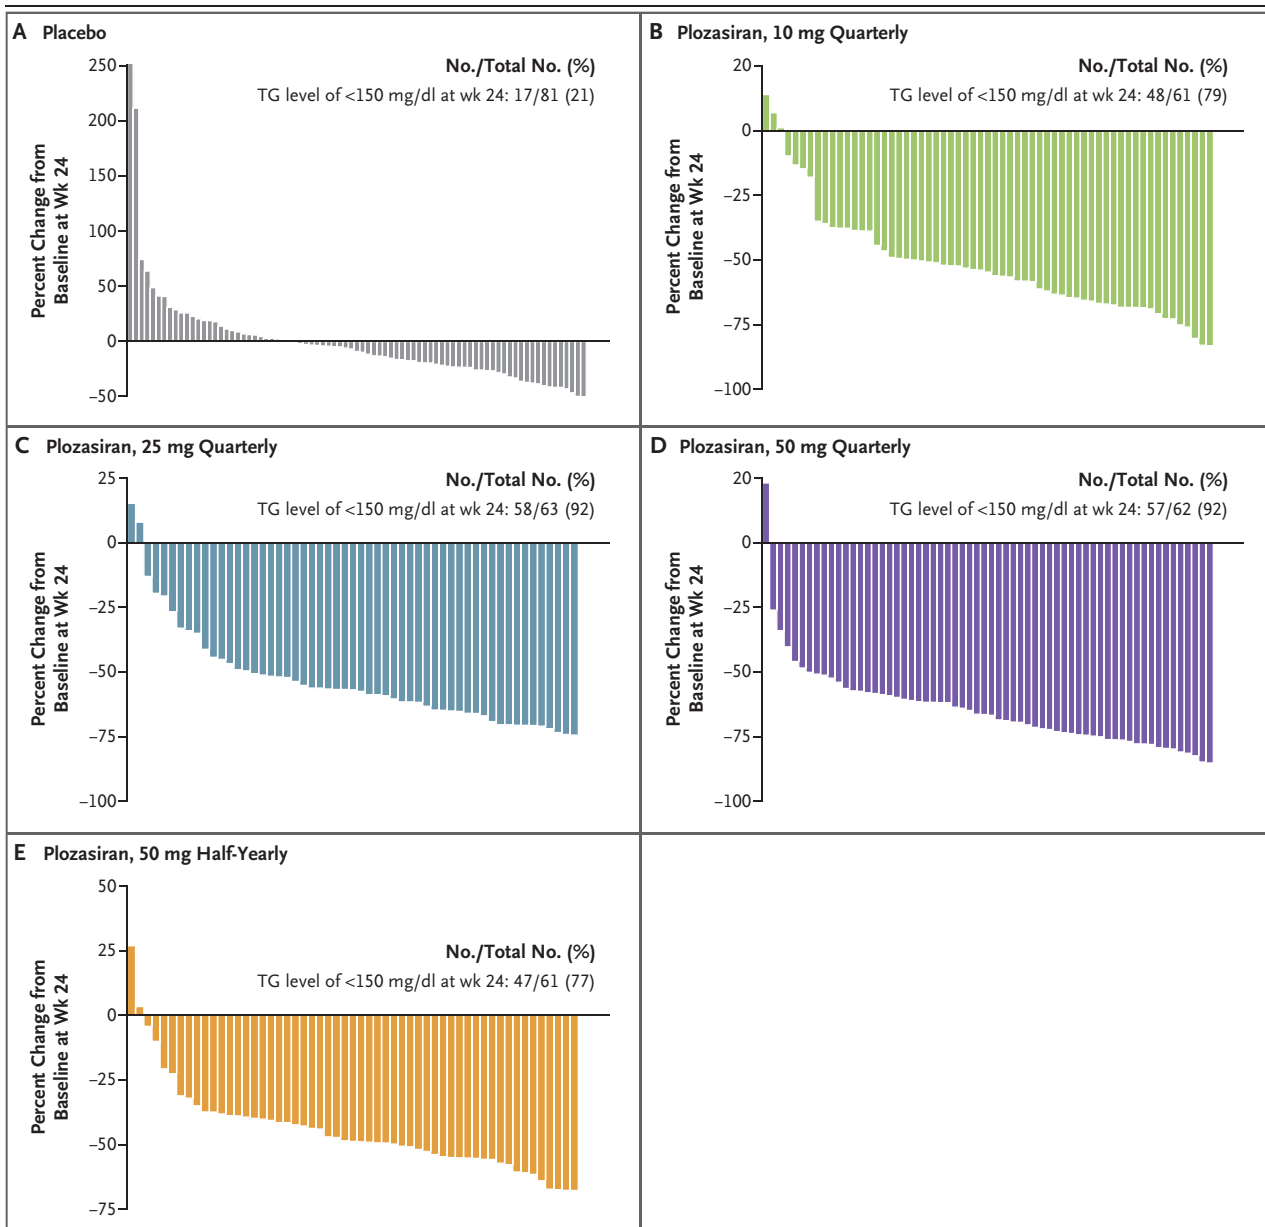 A Placebo
No./Total No. (%)
TG level of <150 mg/dl at wk 24: 17/81 (21)
Percent Change from
Baseline at Wk 24
250
200
150
100
50
0
−50
B Plozasiran, 10 mg Quarterly
No./Total No. (%)
TG level of <150 mg/dl at wk 24: 48/61 (79)
Percent Change from
Baseline at Wk 24
20
0
−25
−50
−75
−100
C Plozasiran, 25 mg Quarterly
No./Total No. (%)
TG level of <150 mg/dl at wk 24: 58/63 (92)
Percent Change from
Baseline at Wk 24
25
0
−25
−50
−75
−100
D Plozasiran, 50 mg Quarterly
No./Total No. (%)
TG level of <150 mg/dl at wk 24: 57/62 (92)
Percent Change from
Baseline at Wk 24
20
0
−25
−50
−75
−100
E Plozasiran, 50 mg Half-Yearly
No./Total No. (%)
TG level of <150 mg/dl at wk 24: 47/61 (77)
Percent Change from
Baseline at Wk 24
50
25
0
−25
−50
−75